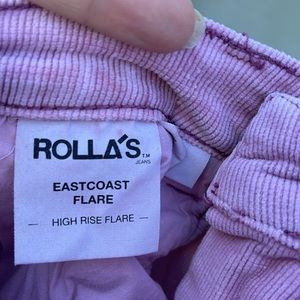 ROLLA'S TM
JEANS
EASTCOAST
FLARE
— HIGH RISE FLARE —